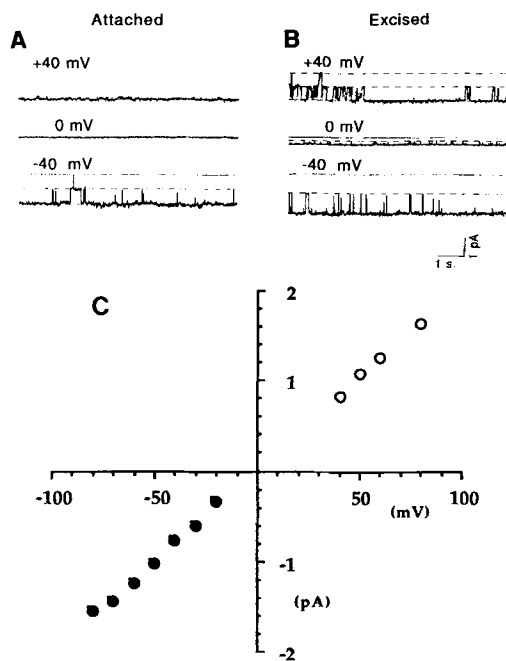 Attached
Excised
A
B
+40 mV
+40 mV
0 mV
0 mV
-40 mV
-40 mV
1 s.
1 pA
C
2
1
-100
-50
0
50
100
(mV)
-1
(pA)
-2